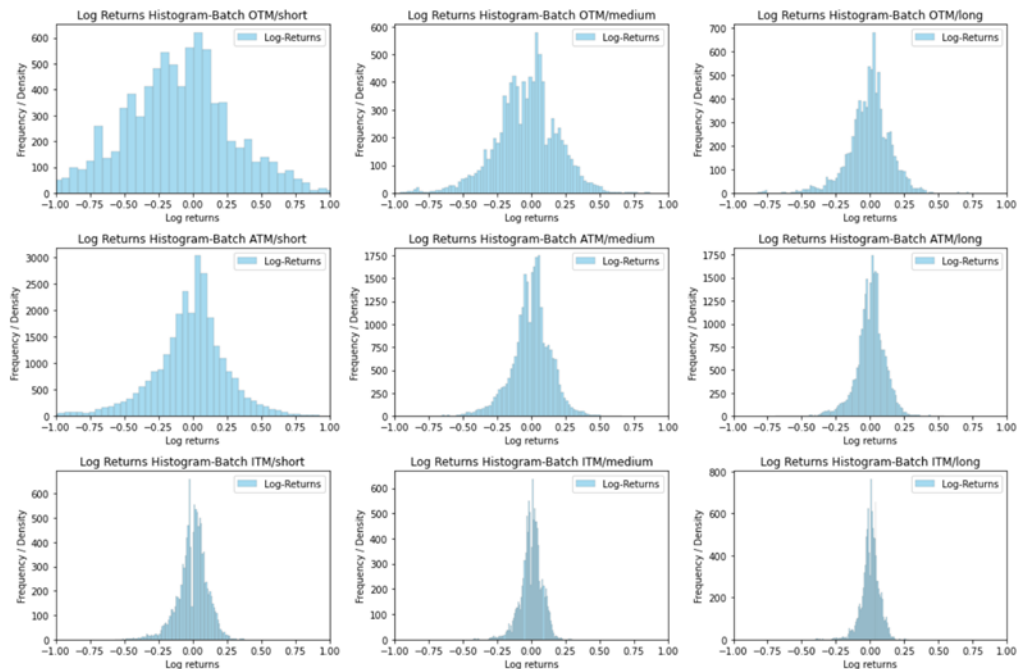 Log Returns Histogram-Batch OTM/short
Log-Returns
Frequency / Density
600
500
400
300
200
100
0
−1.00 −0.75 −0.50 −0.25 0.00 0.25 0.50 0.75 1.00
Log returns
Log Returns Histogram-Batch OTM/medium
Log-Returns
Frequency / Density
600
500
400
300
200
100
0
−1.00 −0.75 −0.50 −0.25 0.00 0.25 0.50 0.75 1.00
Log returns
Log Returns Histogram-Batch OTM/long
Log-Returns
Frequency / Density
700
600
500
400
300
200
100
0
−1.00 −0.75 −0.50 −0.25 0.00 0.25 0.50 0.75 1.00
Log returns
Log Returns Histogram-Batch ATM/short
Log-Returns
Frequency / Density
3000
2500
2000
1500
1000
500
0
−1.00 −0.75 −0.50 −0.25 0.00 0.25 0.50 0.75 1.00
Log returns
Log Returns Histogram-Batch ATM/medium
Log-Returns
Frequency / Density
1750
1500
1250
1000
750
500
250
0
−1.00 −0.75 −0.50 −0.25 0.00 0.25 0.50 0.75 1.00
Log returns
Log Returns Histogram-Batch ATM/long
Log-Returns
Frequency / Density
1750
1500
1250
1000
750
500
250
0
−1.00 −0.75 −0.50 −0.25 0.00 0.25 0.50 0.75 1.00
Log returns
Log Returns Histogram-Batch ITM/short
Log-Returns
Frequency / Density
600
500
400
300
200
100
0
−1.00 −0.75 −0.50 −0.25 0.00 0.25 0.50 0.75 1.00
Log returns
Log Returns Histogram-Batch ITM/medium
Log-Returns
Frequency / Density
600
500
400
300
200
100
0
−1.00 −0.75 −0.50 −0.25 0.00 0.25 0.50 0.75 1.00
Log returns
Log Returns Histogram-Batch ITM/long
Log-Returns
Frequency / Density
800
600
400
200
0
−1.00 −0.75 −0.50 −0.25 0.00 0.25 0.50 0.75 1.00
Log returns